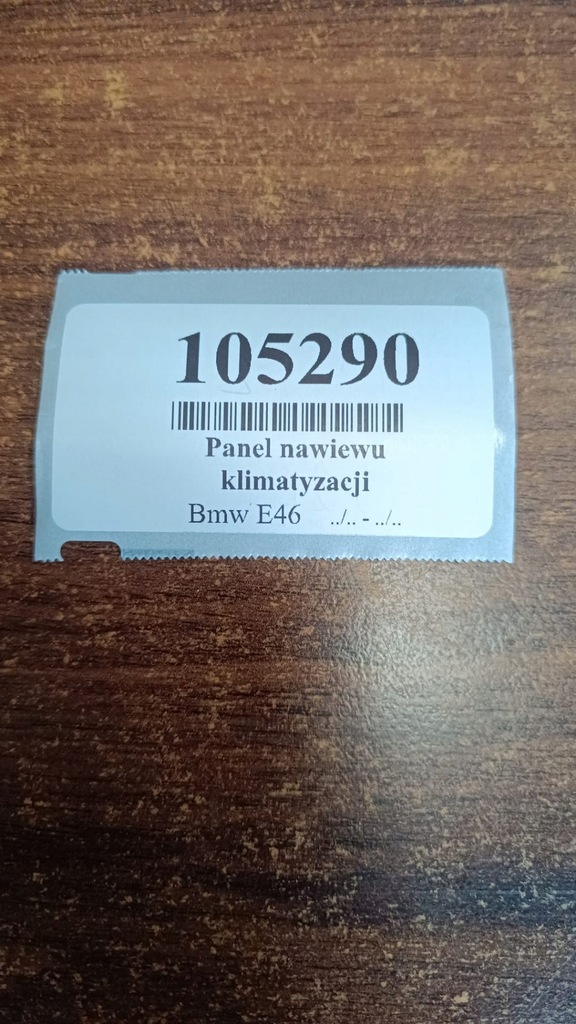 105290
Panel nawiewu
klimatyzacji
Bmw E46 ../.. - ../..